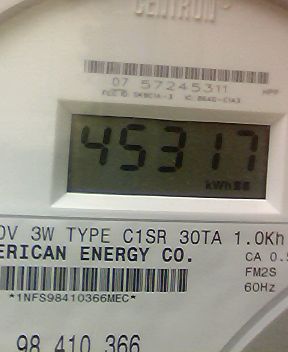 CENTRON
07 57245311
45317
kWh
0V 3W TYPE C1SR 30TA 1.0Kh
ERICAN ENERGY CO. CA 0.5
FM2S
*1NFS98410366MEC* 60Hz
98 410 366